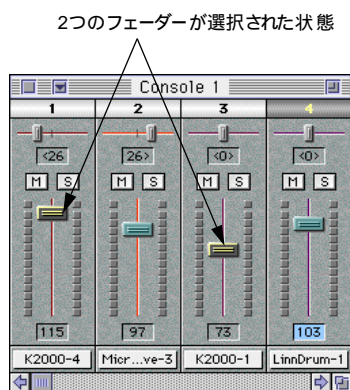 2つのフェーダーが選択された状態
Console 1
1 2 3 4
<26 26> <0> <0>
M S M S M S M S
115 97 73 103
K2000-4 Micr...ve-3 K2000-1 LinnDrum-1